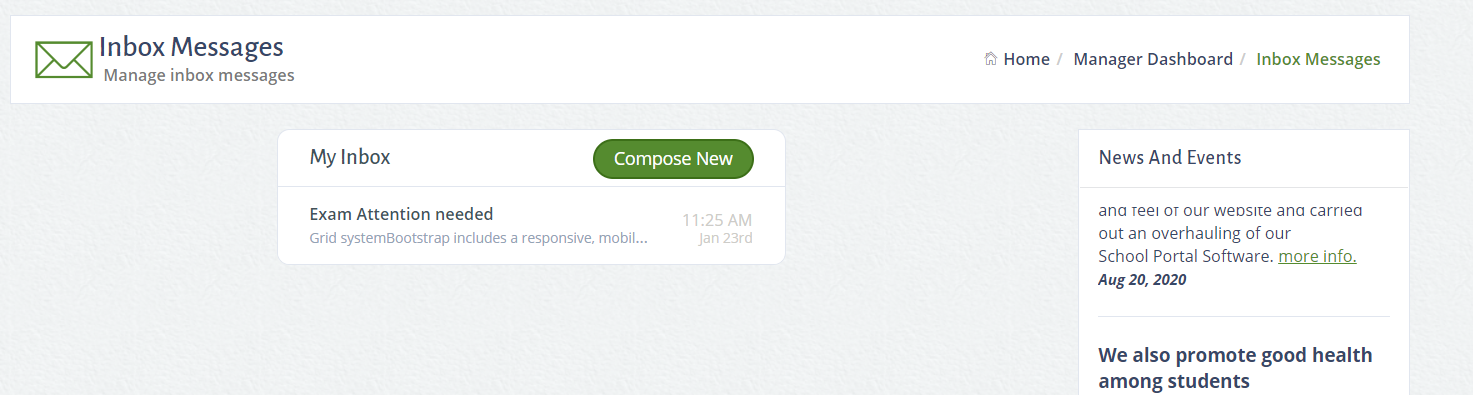 Inbox Messages
Manage inbox messages
Home / Manager Dashboard / Inbox Messages
My Inbox
Compose New
Exam Attention needed
11:25 AM
Grid systemBootstrap includes a responsive, mobil...
Jan 23rd
News And Events
and feel of our website and carried
out an overhauling of our
School Portal Software. more info.
Aug 20, 2020
We also promote good health
among students